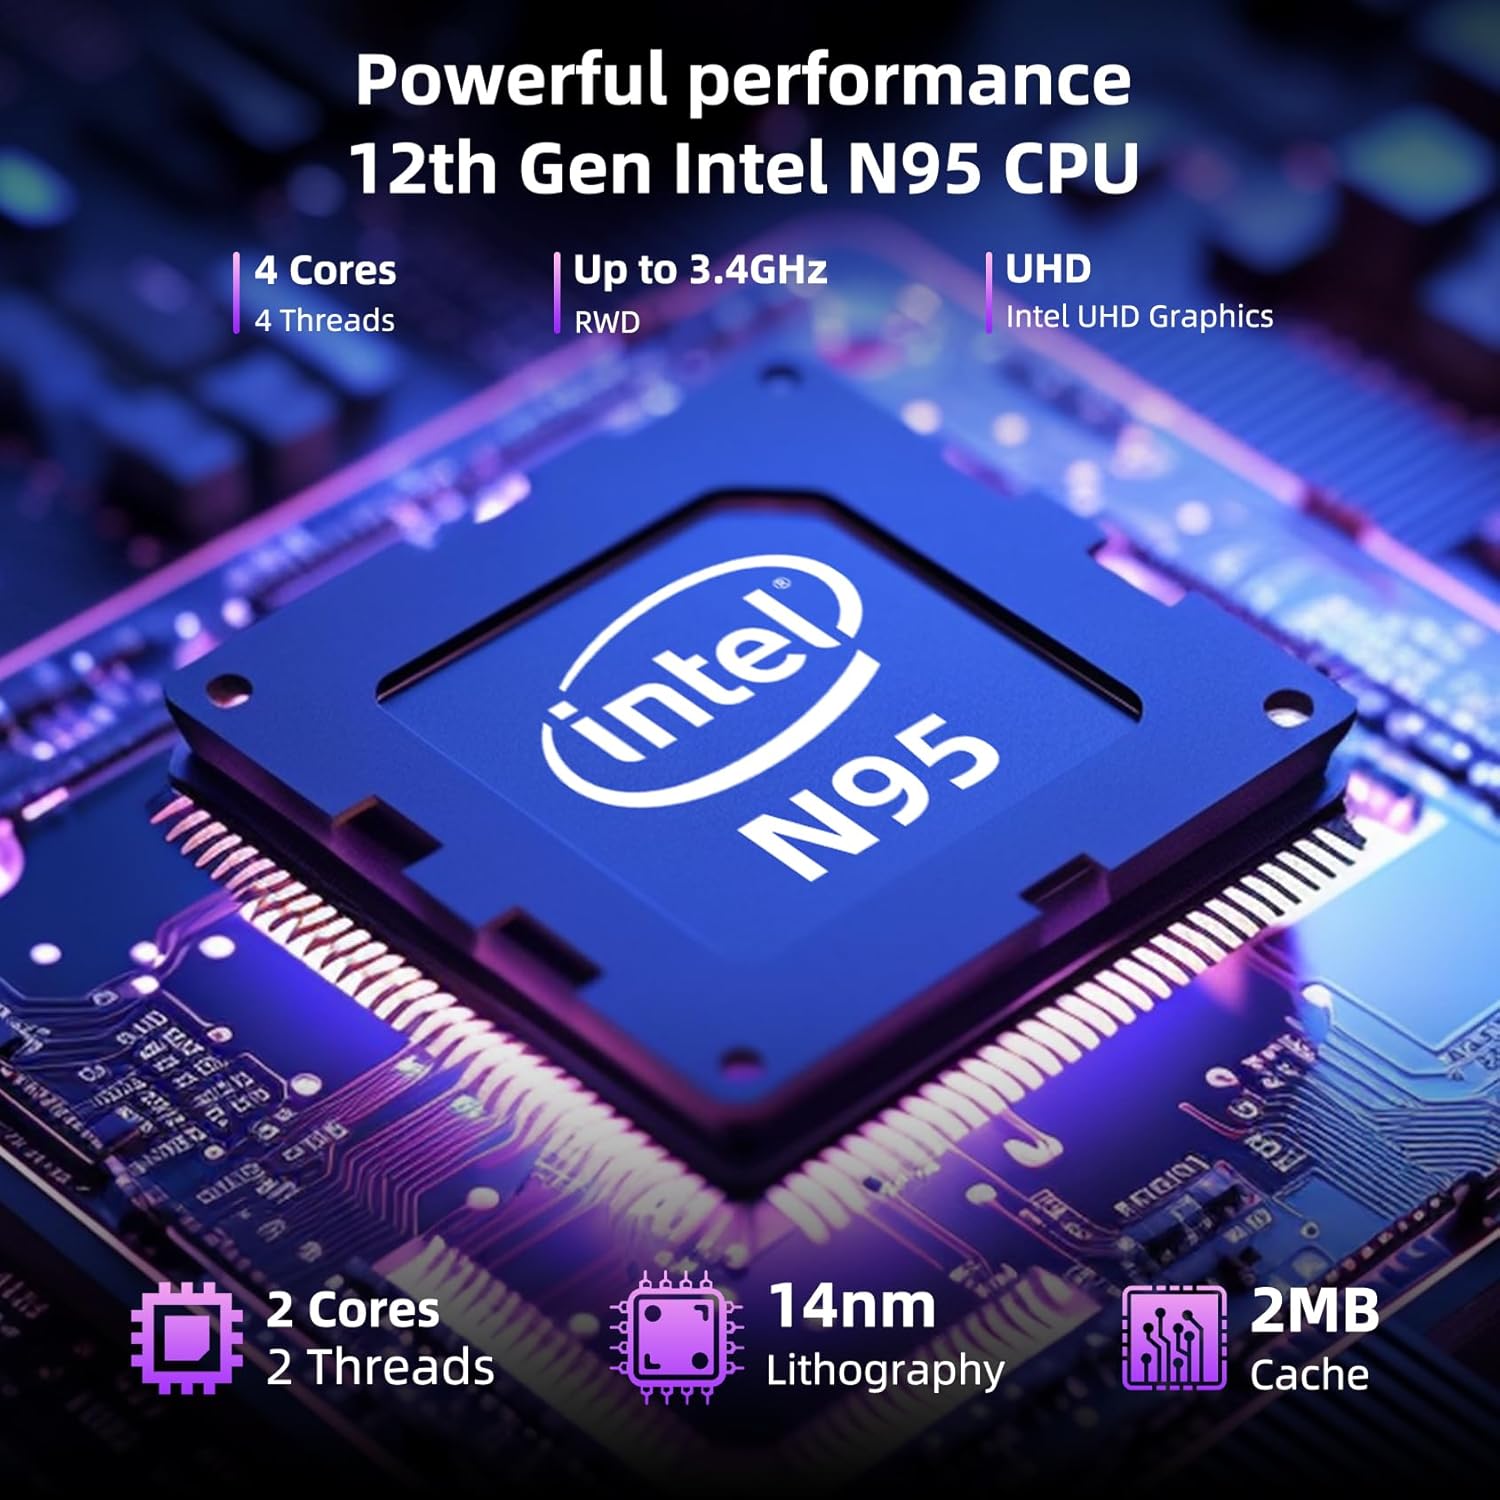 Powerful performance
12th Gen Intel N95 CPU
4 Cores
4 Threads
Up to 3.4GHz
RWD
UHD
Intel UHD Graphics
intel®
N95
2 Cores
2 Threads
14nm
Lithography
2MB
Cache